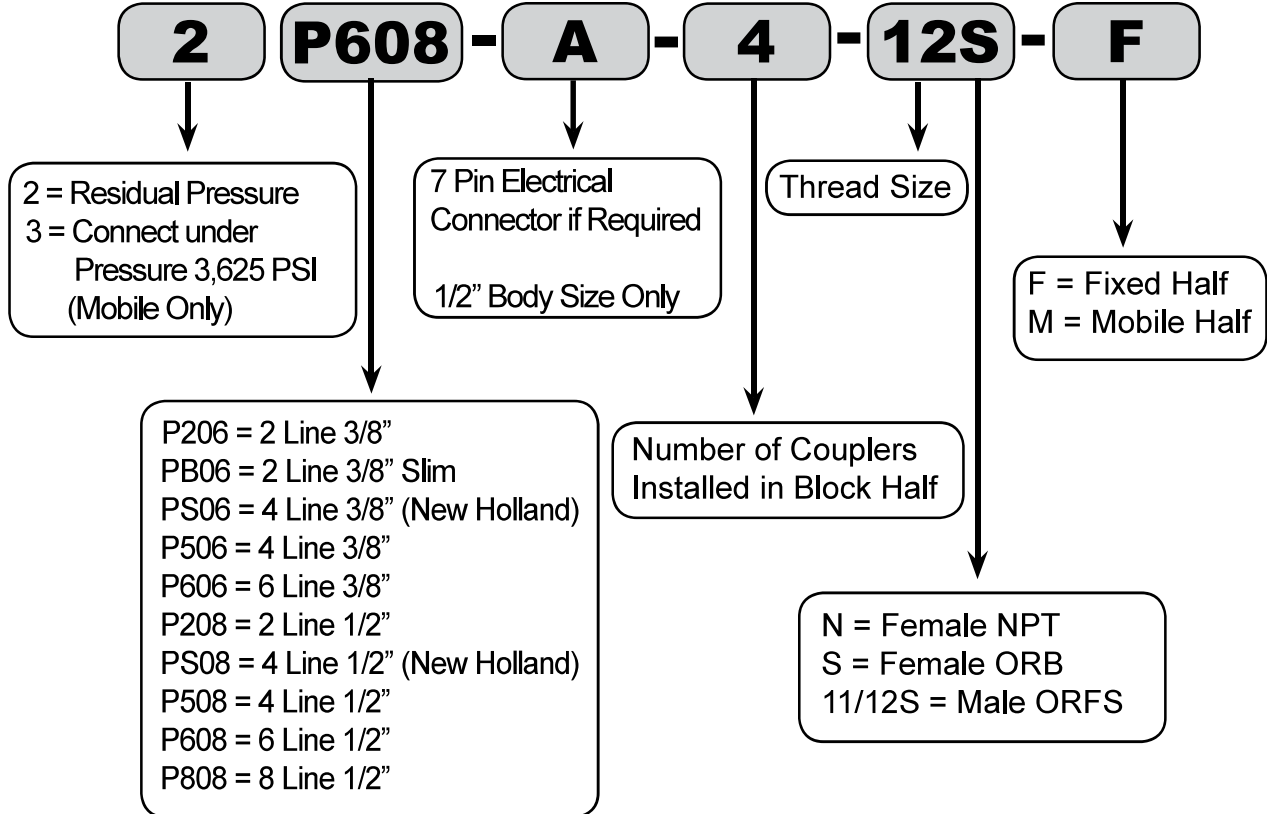 2 P608 - A - 4 - 12S - F
2 = Residual Pressure
3 = Connect under
Pressure 3,625 PSI
(Mobile Only)
7 Pin Electrical
Connector if Required
1/2” Body Size Only
Thread Size
F = Fixed Half
M = Mobile Half
P206 = 2 Line 3/8”
PB06 = 2 Line 3/8” Slim
PS06 = 4 Line 3/8” (New Holland)
P506 = 4 Line 3/8”
P606 = 6 Line 3/8”
P208 = 2 Line 1/2”
PS08 = 4 Line 1/2” (New Holland)
P508 = 4 Line 1/2”
P608 = 6 Line 1/2”
P808 = 8 Line 1/2”
Number of Couplers
Installed in Block Half
N = Female NPT
S = Female ORB
11/12S = Male ORFS